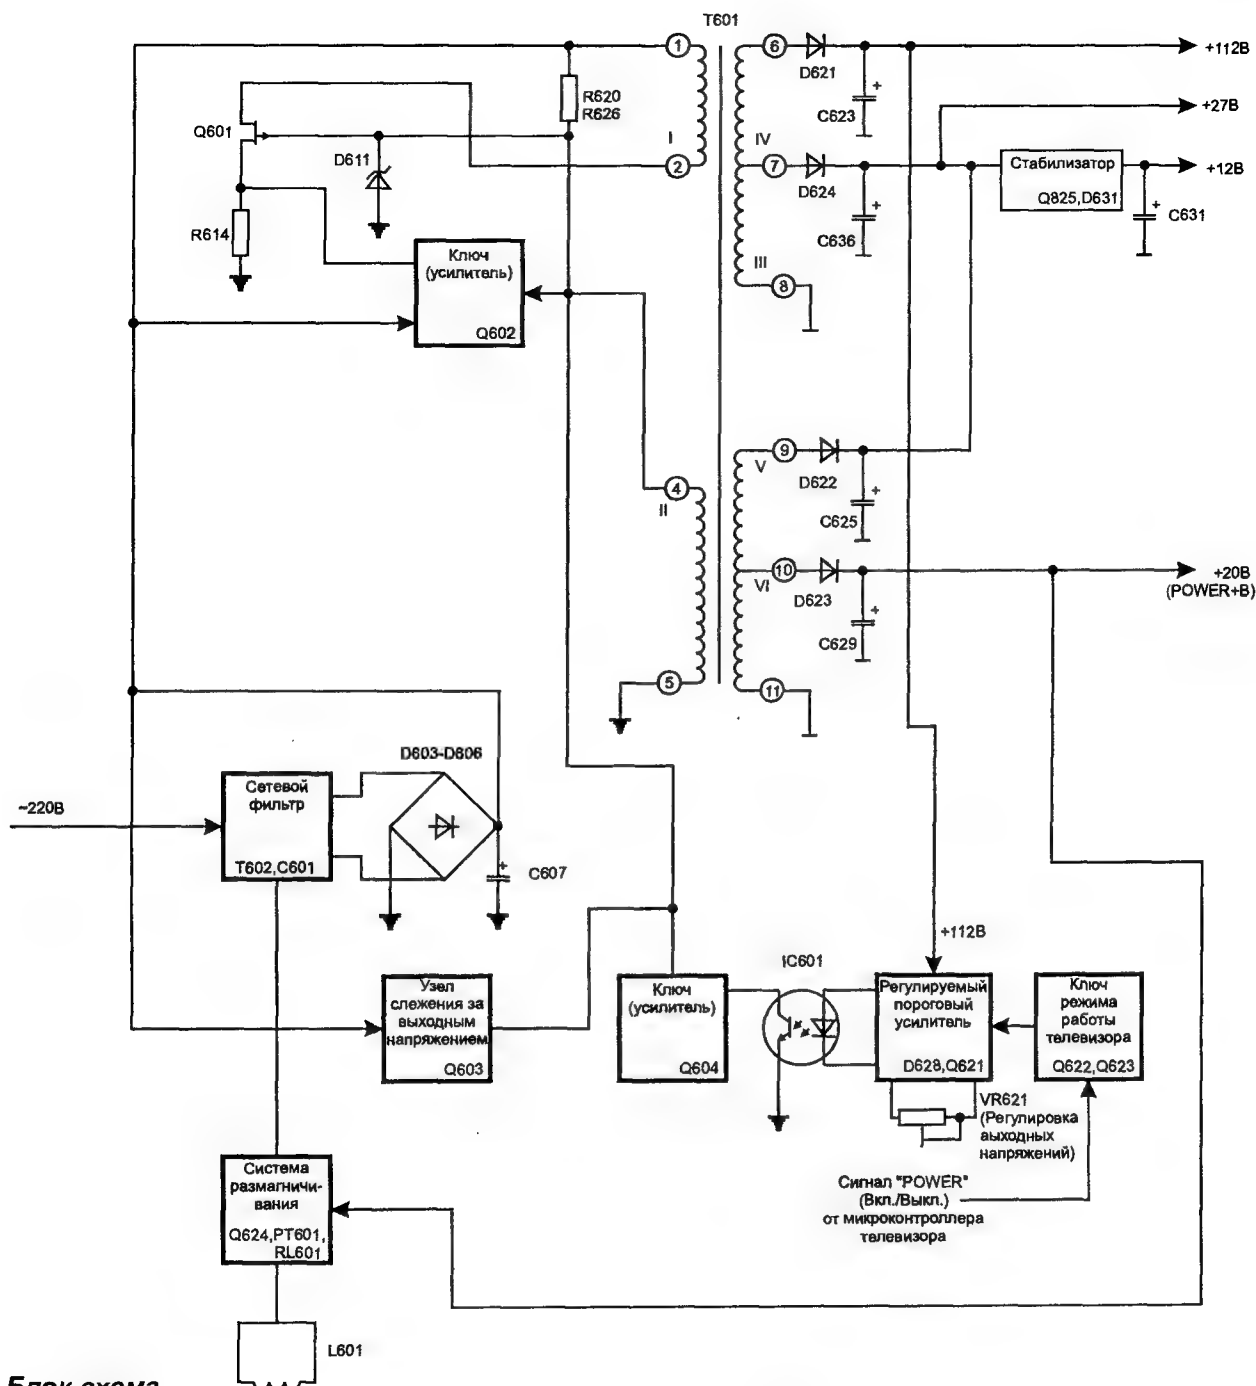 T601
1
6
+112В
D621
R620
R626
C623
+
+27В
Q601
D611
I
IV
2
7
Стабилизатор
Q825,D631
+12В
D624
+
C631
R614
C636
+
Ключ
(усилитель)
Q602
III
8
9
V
D622
4
II
+
C625
10
VI
D623
+20В
(POWER+B)
+
C629
5
11
D603-D606
~220В
Сетевой
фильтр
T602,C601
+
C607
+112В
IC601
Узел
слежения за
выходным
напряжением
Q603
Ключ
(усилитель)
Q604
Регулируемый
пороговый
усилитель
D628,Q621
Ключ
режима
работы
телевизора
Q622,Q623
VR621
(Регулировка
выходных
напряжений)
Система
размагничи-
вания
Q624,PT601,
RL601
Сигнал "POWER"
(Вкл./Выкл.)
от микроконтроллера
телевизора
L601
Блок-схема